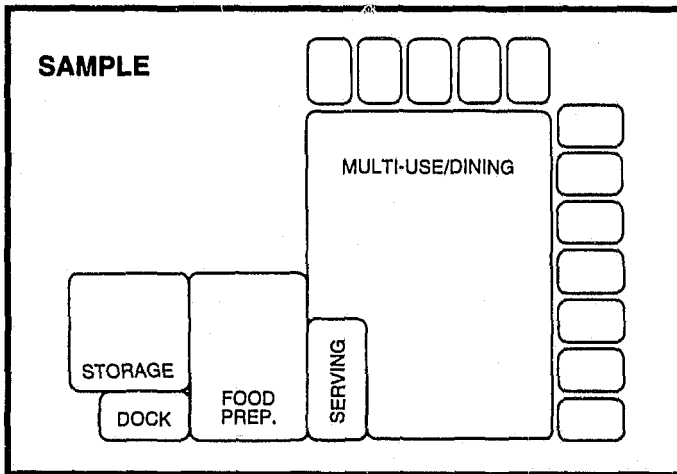 SAMPLE
MULTI-USE/DINING
STORAGE
DOCK
FOOD
PREP.
SERVING